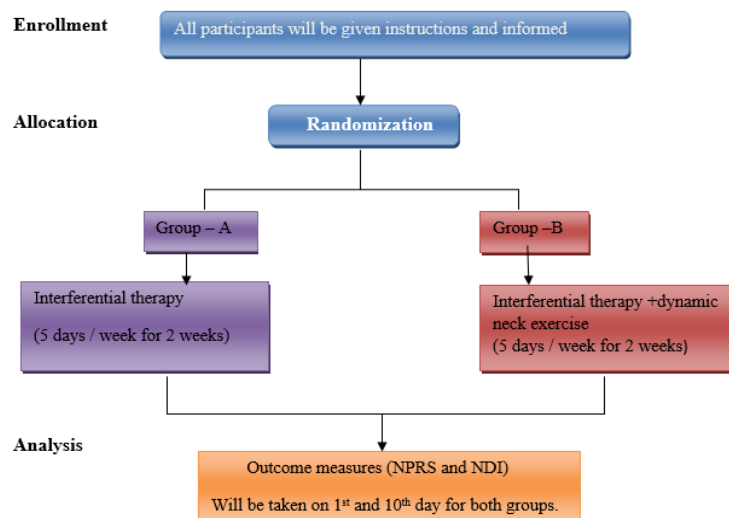 Enrollment
All participants will be given instructions and informed
Allocation
Randomization
Group – A
Group –B
Interferential therapy
(5 days / week for 2 weeks)
Interferential therapy +dynamic
neck exercise
(5 days / week for 2 weeks)
Analysis
Outcome measures (NPRS and NDI)
Will be taken on 1st and 10th day for both groups.